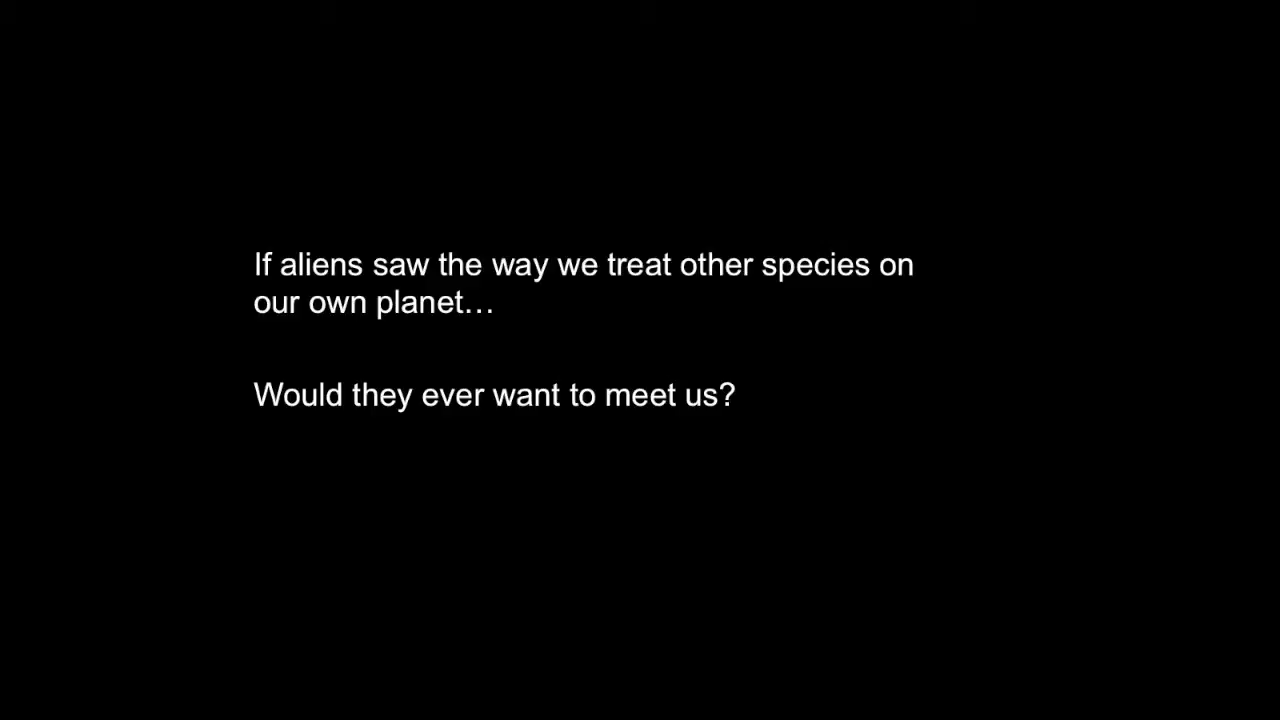 If aliens saw the way we treat other species on
our own planet…
Would they ever want to meet us?